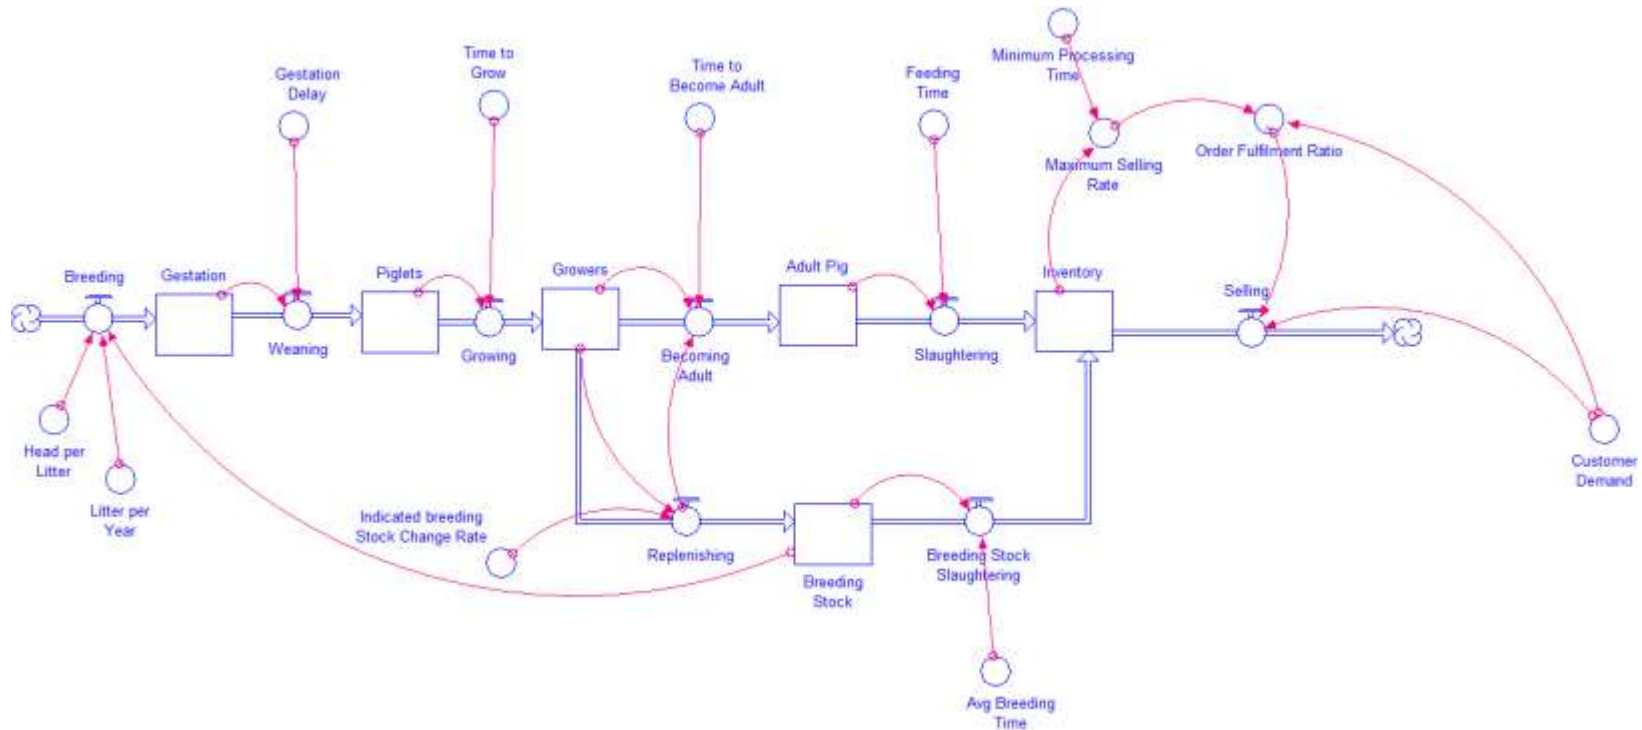 Minimum Processing
Time
Time to
Grow
Time to
Become Adult
Gestation
Delay
Feeding
Time
Maximum Selling
Rate
Order Fulfilment Ratio
Breeding
Gestation
Piglets
Growers
Adult Pig
Inventory
Selling
Weaning
Growing
Becoming
Adult
Slaughtering
Head per
Litter
Litter per
Year
Customer
Demand
Indicated breeding
Stock Change Rate
Replenishing
Breeding
Stock
Breeding Stock
Slaughtering
Avg Breeding
Time